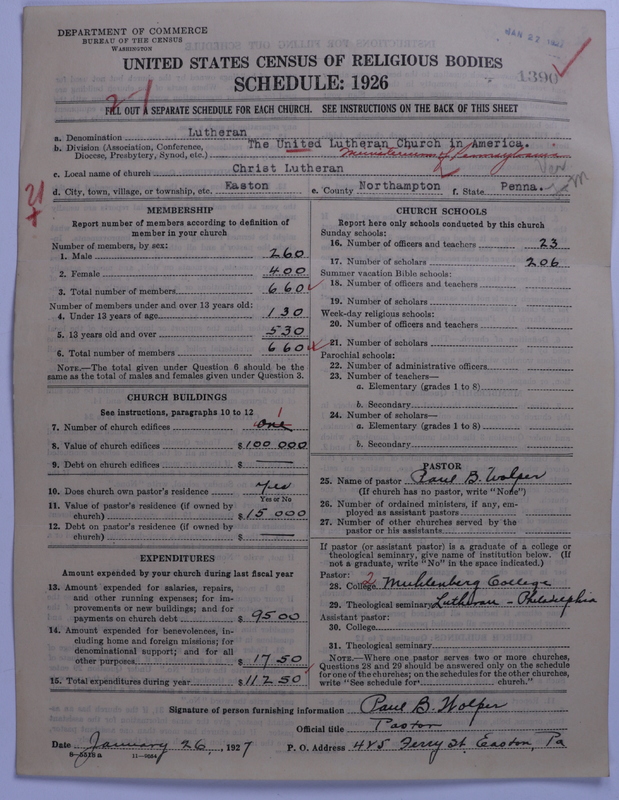 DEPARTMENT OF COMMERCE
BUREAU OF THE CENSUS
WASHINGTON
JAN 27 1927
UNITED STATES CENSUS OF RELIGIOUS BODIES
SCHEDULE: 1926
1390
2-1
FILL OUT A SEPARATE SCHEDULE FOR EACH CHURCH. SEE INSTRUCTIONS ON THE BACK OF THIS SHEET
a. Denomination Lutheran
b. Division (Association, Conference, Diocese, Presbytery, Synod, etc.) The United Lutheran Church in America.
Ministerium of Pennsylvania
c. Local name of church Christ Lutheran
d. City, town, village, or township, etc. Easton e. County Northampton f. State Penna.
MEMBERSHIP
Report number of members according to definition of
member in your church
Number of members, by sex:
1. Male 260
2. Female 400
3. Total number of members 660
Number of members under and over 13 years old:
4. Under 13 years of age 130
5. 13 years old and over 530
6. Total number of members 660
NOTE.—The total given under Question 6 should be the
same as the total of males and females given under Question 3.
CHURCH BUILDINGS
See instructions, paragraphs 10 to 12
7. Number of church edifices one 1
8. Value of church edifices $100 000
9. Debt on church edifices $ —
10. Does church own pastor's residence Yes
Yes or No
11. Value of pastor's residence (if owned by
church) $15 000
12. Debt on pastor's residence (if owned by
church) $ —
EXPENDITURES
Amount expended by your church during last fiscal year
13. Amount expended for salaries, repairs,
and other running expenses; for im-
provements or new buildings; and for
payments on church debt $9500
14. Amount expended for benevolences, in-
cluding home and foreign missions; for
denominational support; and for all
other purposes $1750
15. Total expenditures during year $11250
CHURCH SCHOOLS
Report here only schools conducted by this church
Sunday schools:
16. Number of officers and teachers 23
17. Number of scholars 206
Summer vacation Bible schools:
18. Number of officers and teachers
19. Number of scholars
Week-day religious schools:
20. Number of officers and teachers
21. Number of scholars
Parochial schools:
22. Number of administrative officers
23. Number of teachers—
a. Elementary (grades 1 to 8)
b. Secondary
24. Number of scholars—
a. Elementary (grades 1 to 8)
b. Secondary
PASTOR
25. Name of pastor Paul B. Wolper
(If church has no pastor, write "None")
26. Number of ordained ministers, if any, em-
ployed as assistant pastors
27. Number of other churches served by the
pastor or his assistants
If pastor (or assistant pastor) is a graduate of a college or
theological seminary, give name of institution below. (If
not a graduate, write "No" in the space indicated.)
Pastor:
28. College 2 Muhlenberg College
29. Theological seminary Lutheran - Philadelphia
Assistant pastor:
30. College
31. Theological seminary
NOTE.—Where one pastor serves two or more churches,
Questions 28 and 29 should be answered only on the schedule
for one of the churches; on the schedules for the other churches,
write "See schedule for church."
Signature of person furnishing information Paul B. Wolper
Official title Pastor
Date January 26, 1927 P. O. Address 425 Ferry St. Easton, Pa
8—5518a 11—9084